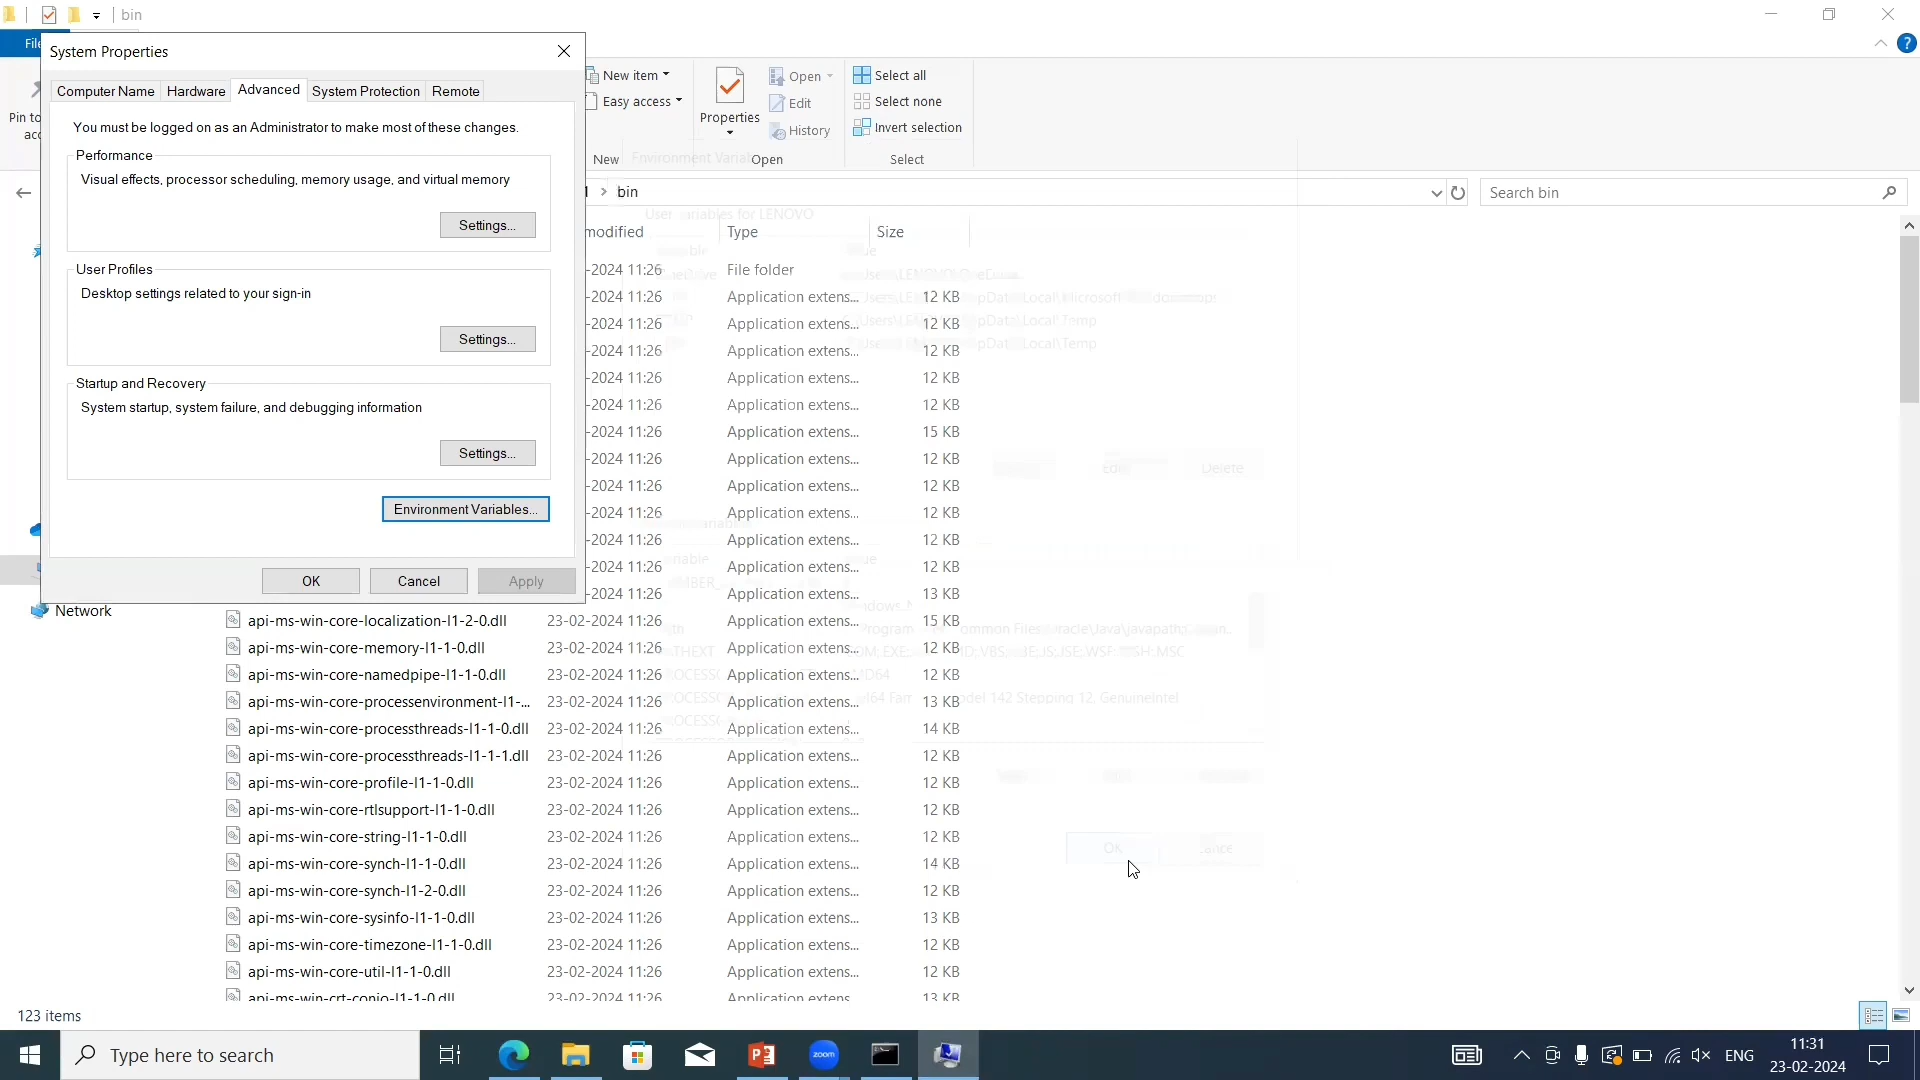 bin
File
System Properties
Computer Name
Hardware
Advanced
System Protection
Remote
You must be logged on as an Administrator to make most of these changes.
Performance
Visual effects, processor scheduling, memory usage, and virtual memory
Settings...
User Profiles
Desktop settings related to your sign-in
Settings...
Startup and Recovery
System startup, system failure, and debugging information
Settings...
Environment Variables...
OK
Cancel
Apply
Pin to
New item
Easy access
New
Properties
Open
Edit
History
Open
Select all
Select none
Invert selection
Select
bin
Search bin
modified Type Size
-2024 11:26 File folder
-2024 11:26 Application extens... 12 KB
-2024 11:26 Application extens... 12 KB
-2024 11:26 Application extens... 12 KB
-2024 11:26 Application extens... 12 KB
-2024 11:26 Application extens... 12 KB
-2024 11:26 Application extens... 15 KB
-2024 11:26 Application extens... 12 KB
-2024 11:26 Application extens... 12 KB
-2024 11:26 Application extens... 12 KB
-2024 11:26 Application extens... 12 KB
-2024 11:26 Application extens... 12 KB
-2024 11:26 Application extens... 13 KB
Network
api-ms-win-core-localization-l1-2-0.dll 23-02-2024 11:26 Application extens... 15 KB
api-ms-win-core-memory-l1-1-0.dll 23-02-2024 11:26 Application extens... 12 KB
api-ms-win-core-namedpipe-l1-1-0.dll 23-02-2024 11:26 Application extens... 12 KB
api-ms-win-core-processenvironment-l1-... 23-02-2024 11:26 Application extens... 13 KB
api-ms-win-core-processthreads-l1-1-0.dll 23-02-2024 11:26 Application extens... 14 KB
api-ms-win-core-processthreads-l1-1-1.dll 23-02-2024 11:26 Application extens... 12 KB
api-ms-win-core-profile-l1-1-0.dll 23-02-2024 11:26 Application extens... 12 KB
api-ms-win-core-rtlsupport-l1-1-0.dll 23-02-2024 11:26 Application extens... 12 KB
api-ms-win-core-string-l1-1-0.dll 23-02-2024 11:26 Application extens... 12 KB
api-ms-win-core-synch-l1-1-0.dll 23-02-2024 11:26 Application extens... 14 KB
api-ms-win-core-synch-l1-2-0.dll 23-02-2024 11:26 Application extens... 12 KB
api-ms-win-core-sysinfo-l1-1-0.dll 23-02-2024 11:26 Application extens... 13 KB
api-ms-win-core-timezone-l1-1-0.dll 23-02-2024 11:26 Application extens... 12 KB
api-ms-win-core-util-l1-1-0.dll 23-02-2024 11:26 Application extens... 12 KB
api-ms-win-crt-conio-l1-1-0.dll 23-02-2024 11:26 Application extens... 13 KB
123 items
Type here to search
zoom
ENG
11:31
23-02-2024